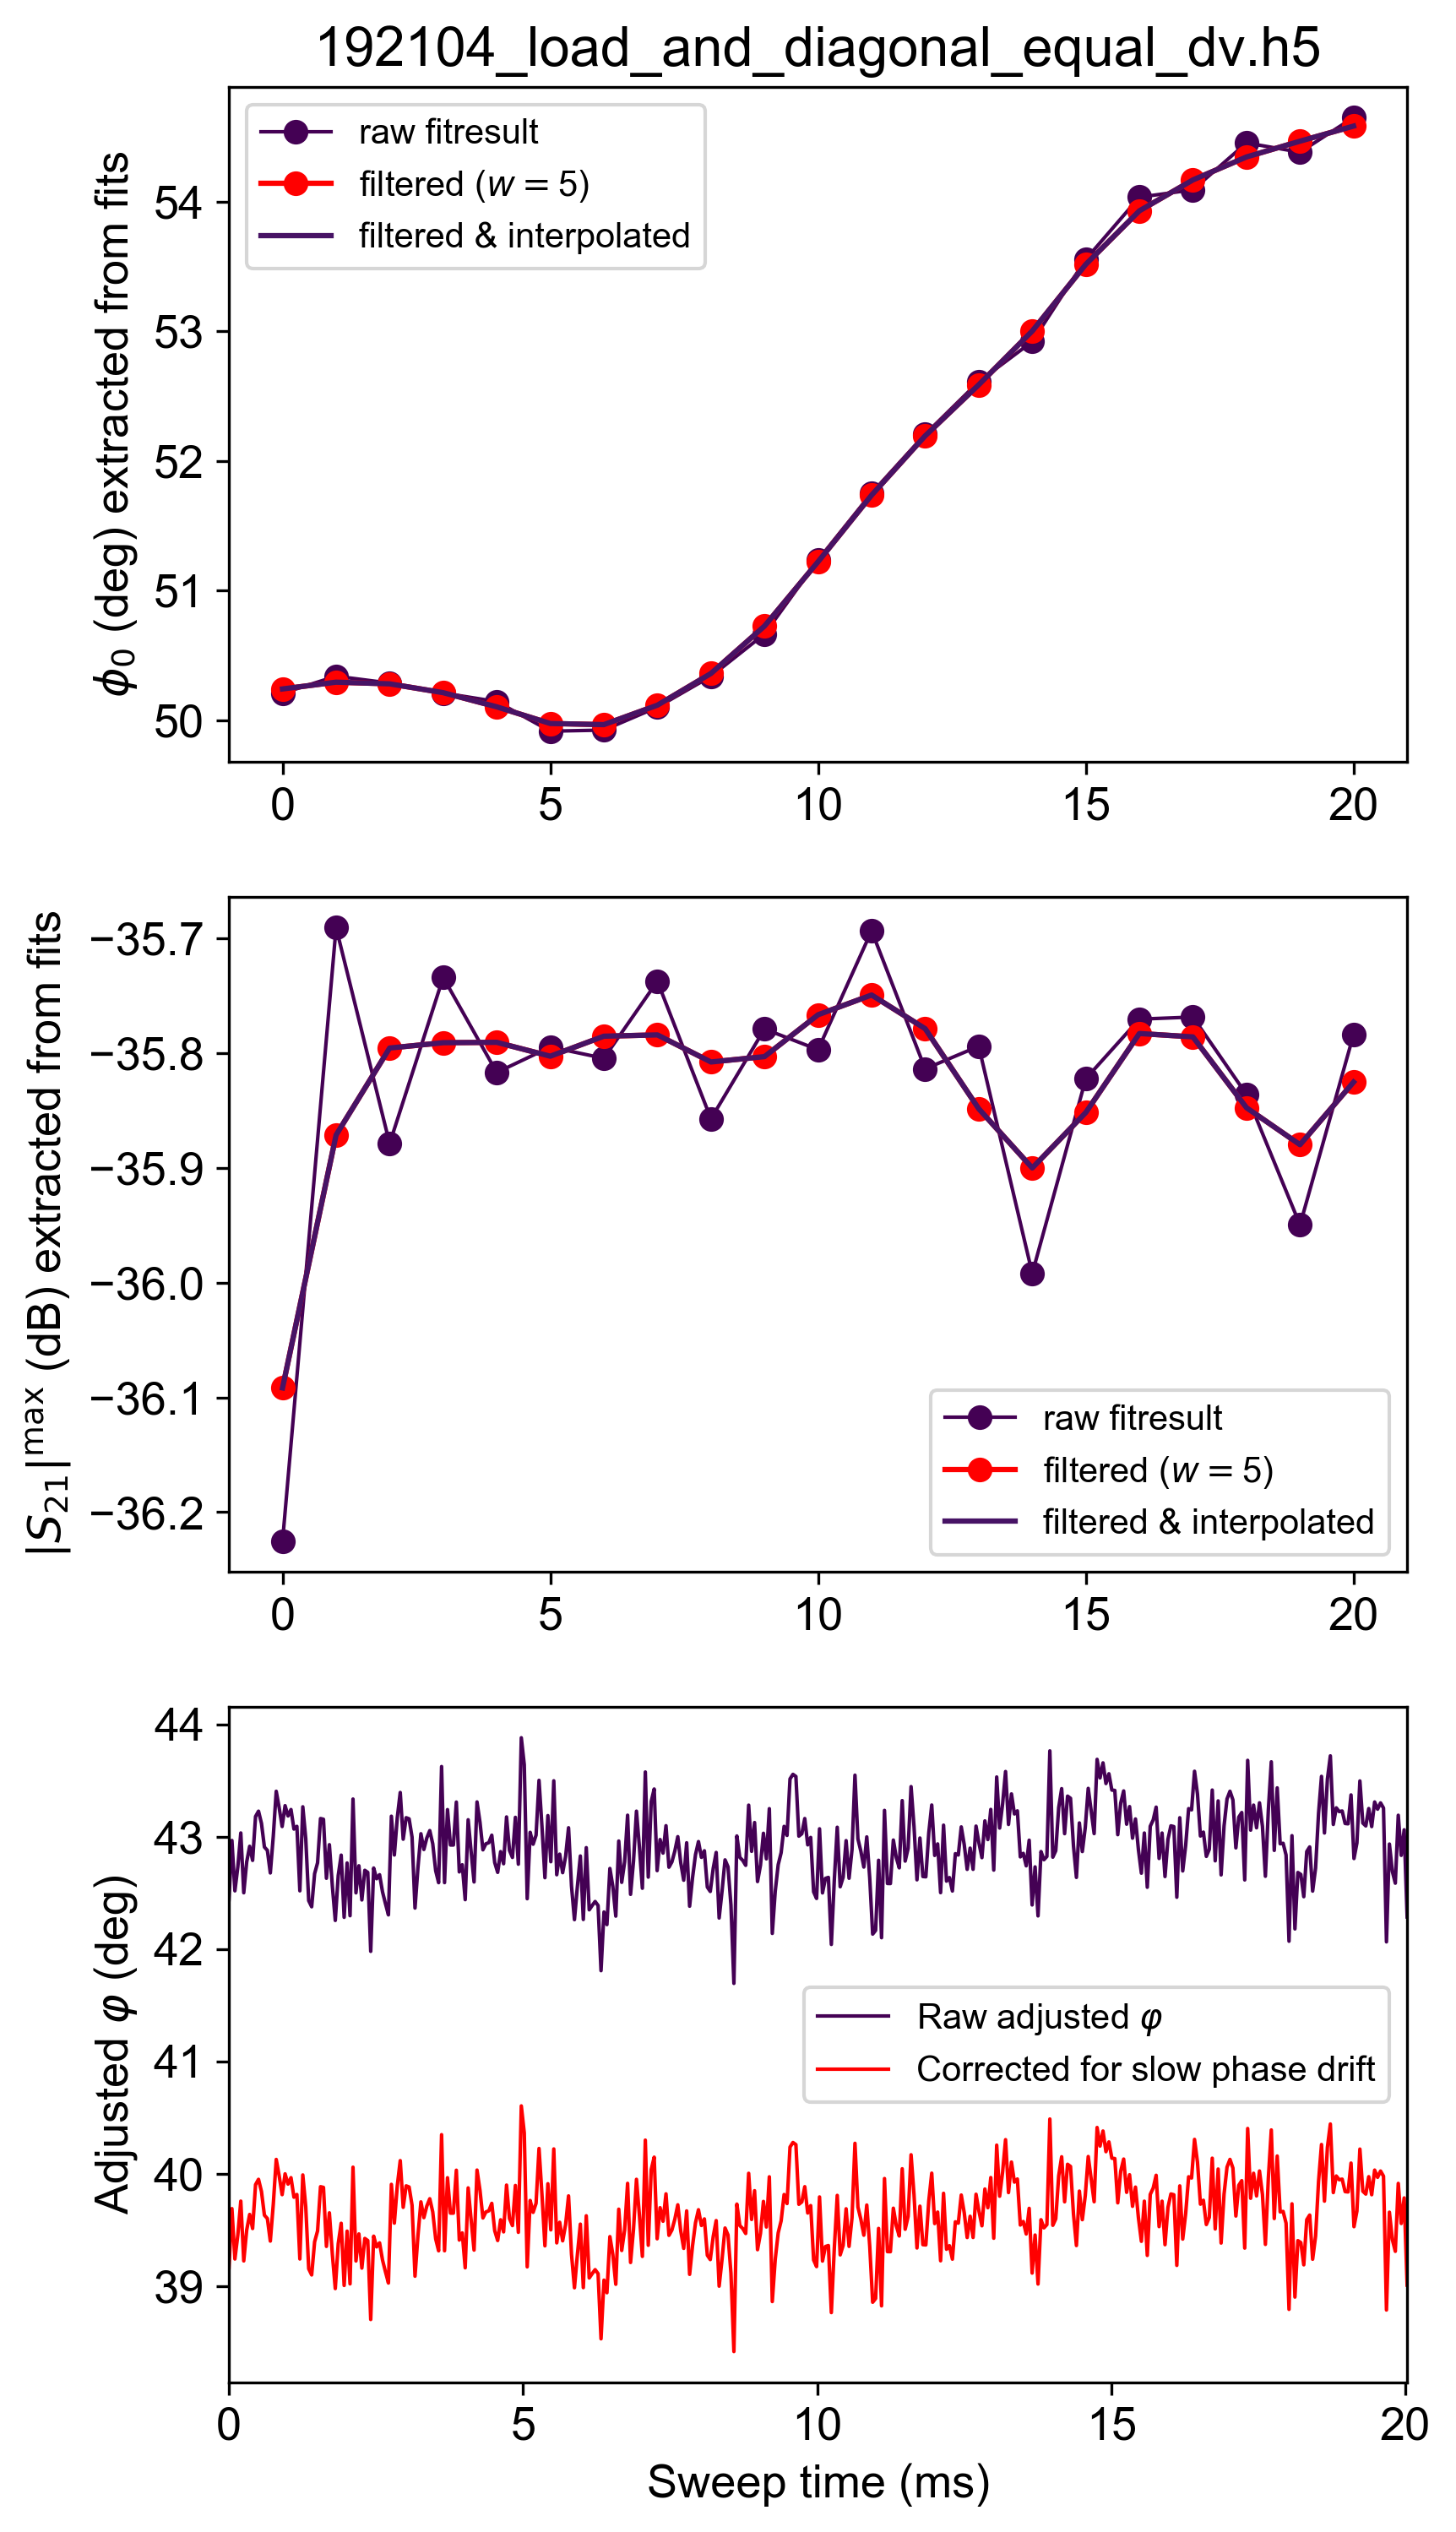 192104_load_and_diagonal_equal_dv.h5
ϕ₀ (deg) extracted from fits
54
53
52
51
50
raw fitresult
filtered (w = 5)
filtered & interpolated
0 5 10 15 20
|S₂₁|ᵐᵃˣ (dB) extracted from fits
−35.7
−35.8
−35.9
−36.0
−36.1
−36.2
raw fitresult
filtered (w = 5)
filtered & interpolated
0 5 10 15 20
Adjusted φ (deg)
44
43
42
41
40
39
Raw adjusted φ
Corrected for slow phase drift
0 5 10 15 20
Sweep time (ms)